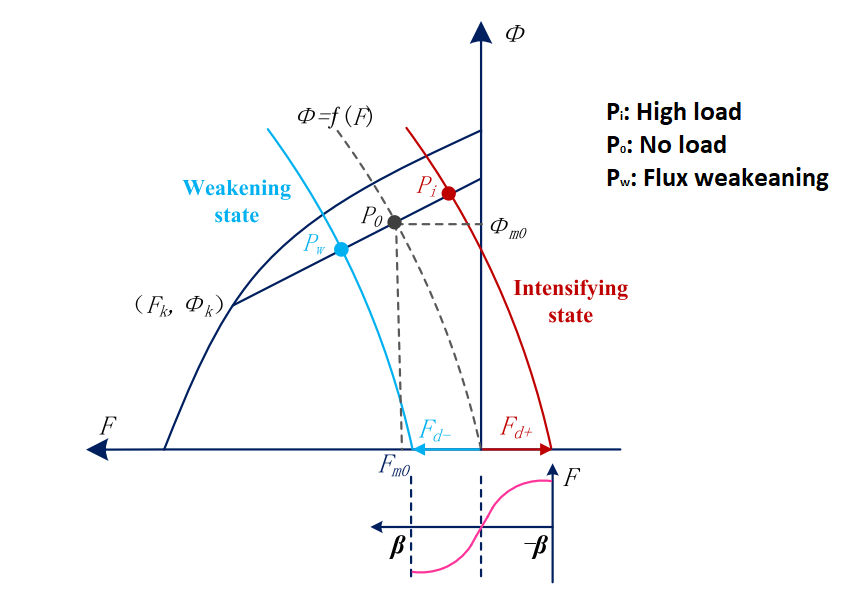 Φ
Pᵢ: High load
Φ=f(F)
P₀: No load
Weakening
state
Pᵢ
Pw: Flux weakeaning
P₀
Φm0
Pw
(Fk, Φk)
Intensifying
state
F
Fd−
Fd+
Fm0
F
β
-β